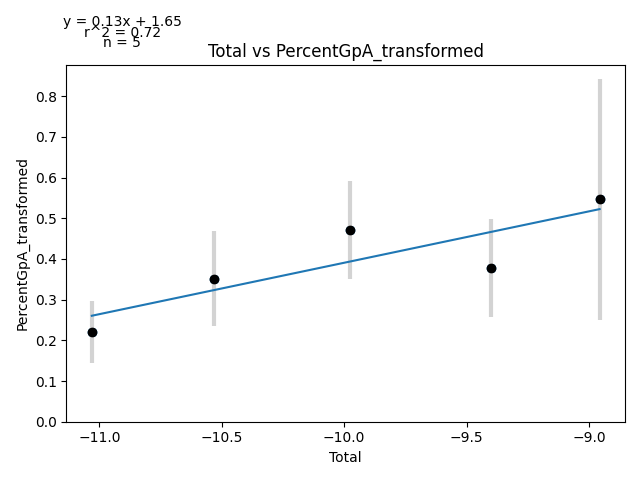 y = 0.13x + 1.65
r^2 = 0.72
n = 5
Total vs PercentGpA_transformed
PercentGpA_transformed
0.8
0.7
0.6
0.5
0.4
0.3
0.2
0.1
0.0
−11.0 −10.5 −10.0 −9.5 −9.0
Total